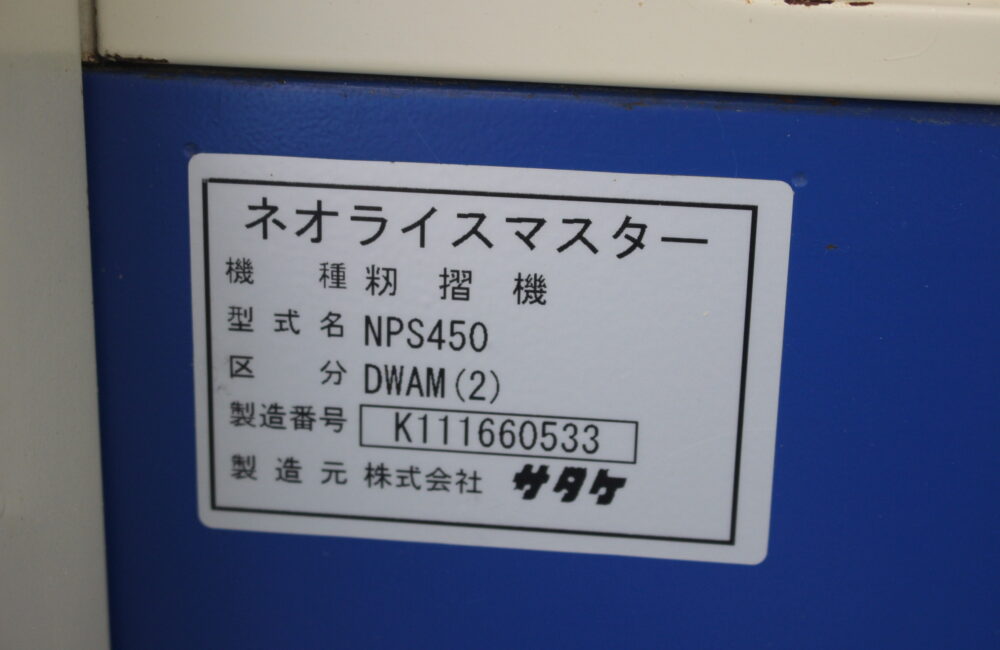 ネオライスマスター
機種 籾摺機
型式名 NPS450
区分 DWAM(2)
製造番号 K111660533
製造元 株式会社 サタケ